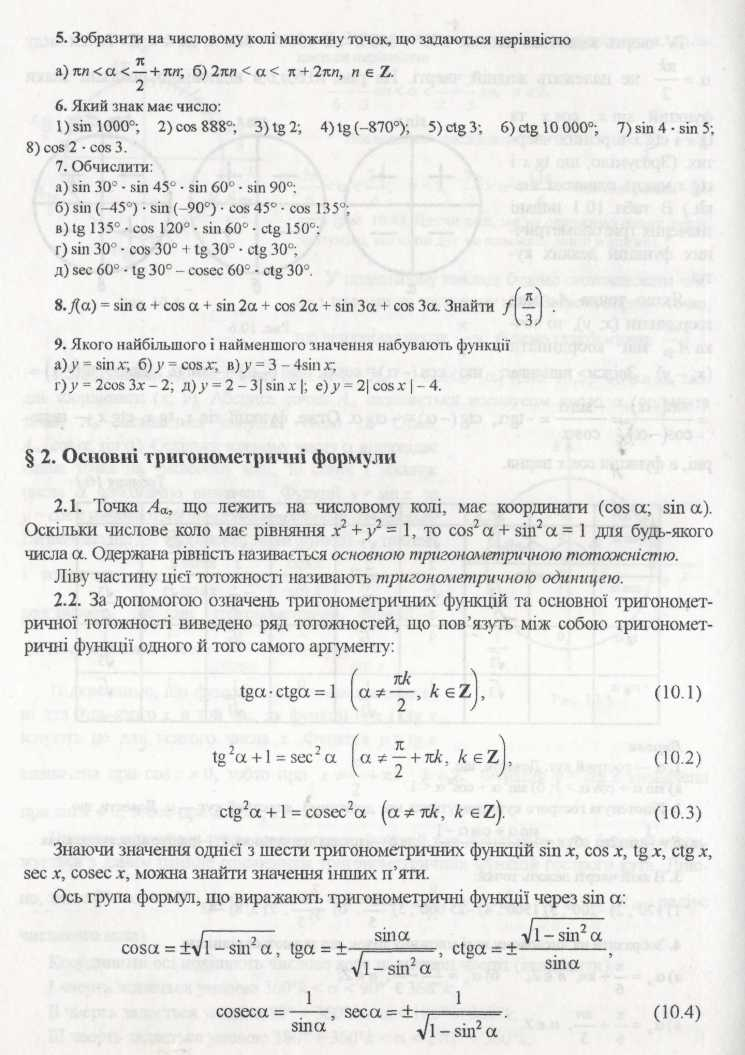 5. Зобразити на числовому колі множину точок, що задаються нерівністю
а) πn < α < π/2 + πn; б) 2πn < α < π + 2πn, n ∈ Z.
6. Який знак має число:
1) sin 1000°; 2) cos 888°; 3) tg 2; 4) tg (–870°); 5) ctg 3; 6) ctg 10 000°; 7) sin 4 · sin 5;
8) cos 2 · cos 3.
7. Обчислити:
а) sin 30° · sin 45° · sin 60° · sin 90°;
б) sin (–45°) · sin (–90°) · cos 45° · cos 135°;
в) tg 135° · cos 120° · sin 60° · ctg 150°;
г) sin 30° · cos 30° + tg 30° · ctg 30°;
д) sec 60° · tg 30° – cosec 60° · ctg 30°.
8. f(α) = sin α + cos α + sin 2α + cos 2α + sin 3α + cos 3α. Знайти f(π/3) .
9. Якого найбільшого і найменшого значення набувають функції
а) y = sin x; б) y = cos x; в) y = 3 – 4sin x;
г) y = 2cos 3x – 2; д) y = 2 – 3| sin x |; е) y = 2| cos x | – 4.
§ 2. Основні тригонометричні формули
2.1. Точка Aα, що лежить на числовому колі, має координати (cos α; sin α).
Оскільки числове коло має рівняння x² + y² = 1, то cos² α + sin² α = 1 для будь-якого
числа α. Одержана рівність називається основною тригонометричною тотожністю.
Ліву частину цієї тотожності називають тригонометричною одиницею.
2.2. За допомогою означень тригонометричних функцій та основної тригономет-
ричної тотожності виведено ряд тотожностей, що пов’язуть між собою тригономет-
ричні функції одного й того самого аргументу:
tgα · ctgα = 1 (α ≠ πk/2, k ∈ Z), (10.1)
tg²α + 1 = sec² α (α ≠ π/2 + πk, k ∈ Z), (10.2)
ctg²α + 1 = cosec²α (α ≠ πk, k ∈ Z). (10.3)
Знаючи значення однієї з шести тригонометричних функцій sin x, cos x, tg x, ctg x,
sec x, cosec x, можна знайти значення інших п’яти.
Ось група формул, що виражають тригонометричні функції через sin α:
cosα = ±√(1 – sin² α), tgα = ± sinα/√(1 – sin² α), ctgα = ± √(1 – sin² α)/sinα,
cosecα = 1/sinα, secα = ± 1/√(1 – sin² α). (10.4)